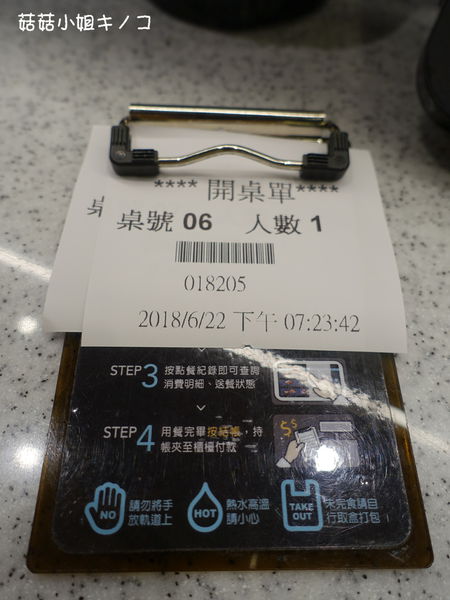 菇菇小姐キノコ
**** 開桌單****
桌號 06 人數 1
018205
2018/6/22 下午 07:23:42
STEP 3 按點餐紀錄即可查詢
消費明細、送餐狀態
STEP 4 用餐完畢按結帳，持
帳夾至櫃檯付款
NO 請勿將手
放軌道上
HOT 熱水高溫
請小心
TAKE OUT 未完食請自
行取盒打包